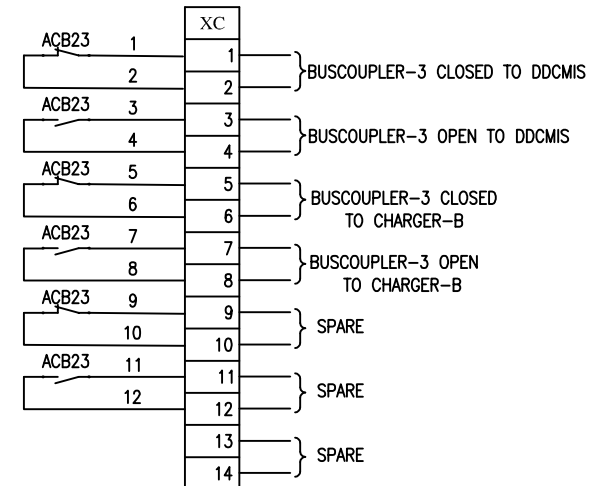 XC
ACB23 1 1
2 2
BUSCOUPLER-3 CLOSED TO DDCMIS
ACB23 3 3
4 4
BUSCOUPLER-3 OPEN TO DDCMIS
ACB23 5 5
6 6
BUSCOUPLER-3 CLOSED
TO CHARGER-B
ACB23 7 7
8 8
BUSCOUPLER-3 OPEN
TO CHARGER-B
ACB23 9 9
10 10
SPARE
ACB23 11 11
12 12
SPARE
13
14
SPARE